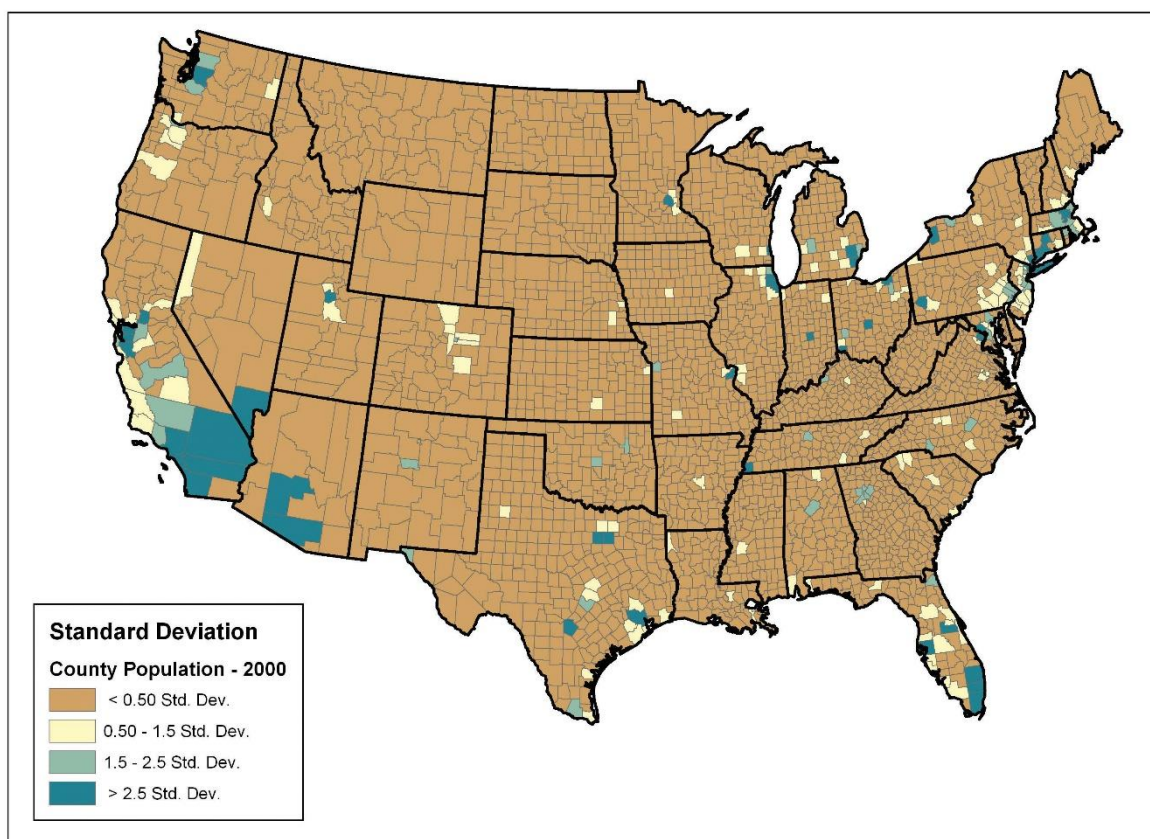 Standard Deviation
County Population - 2000
< 0.50 Std. Dev.
0.50 - 1.5 Std. Dev.
1.5 - 2.5 Std. Dev.
> 2.5 Std. Dev.